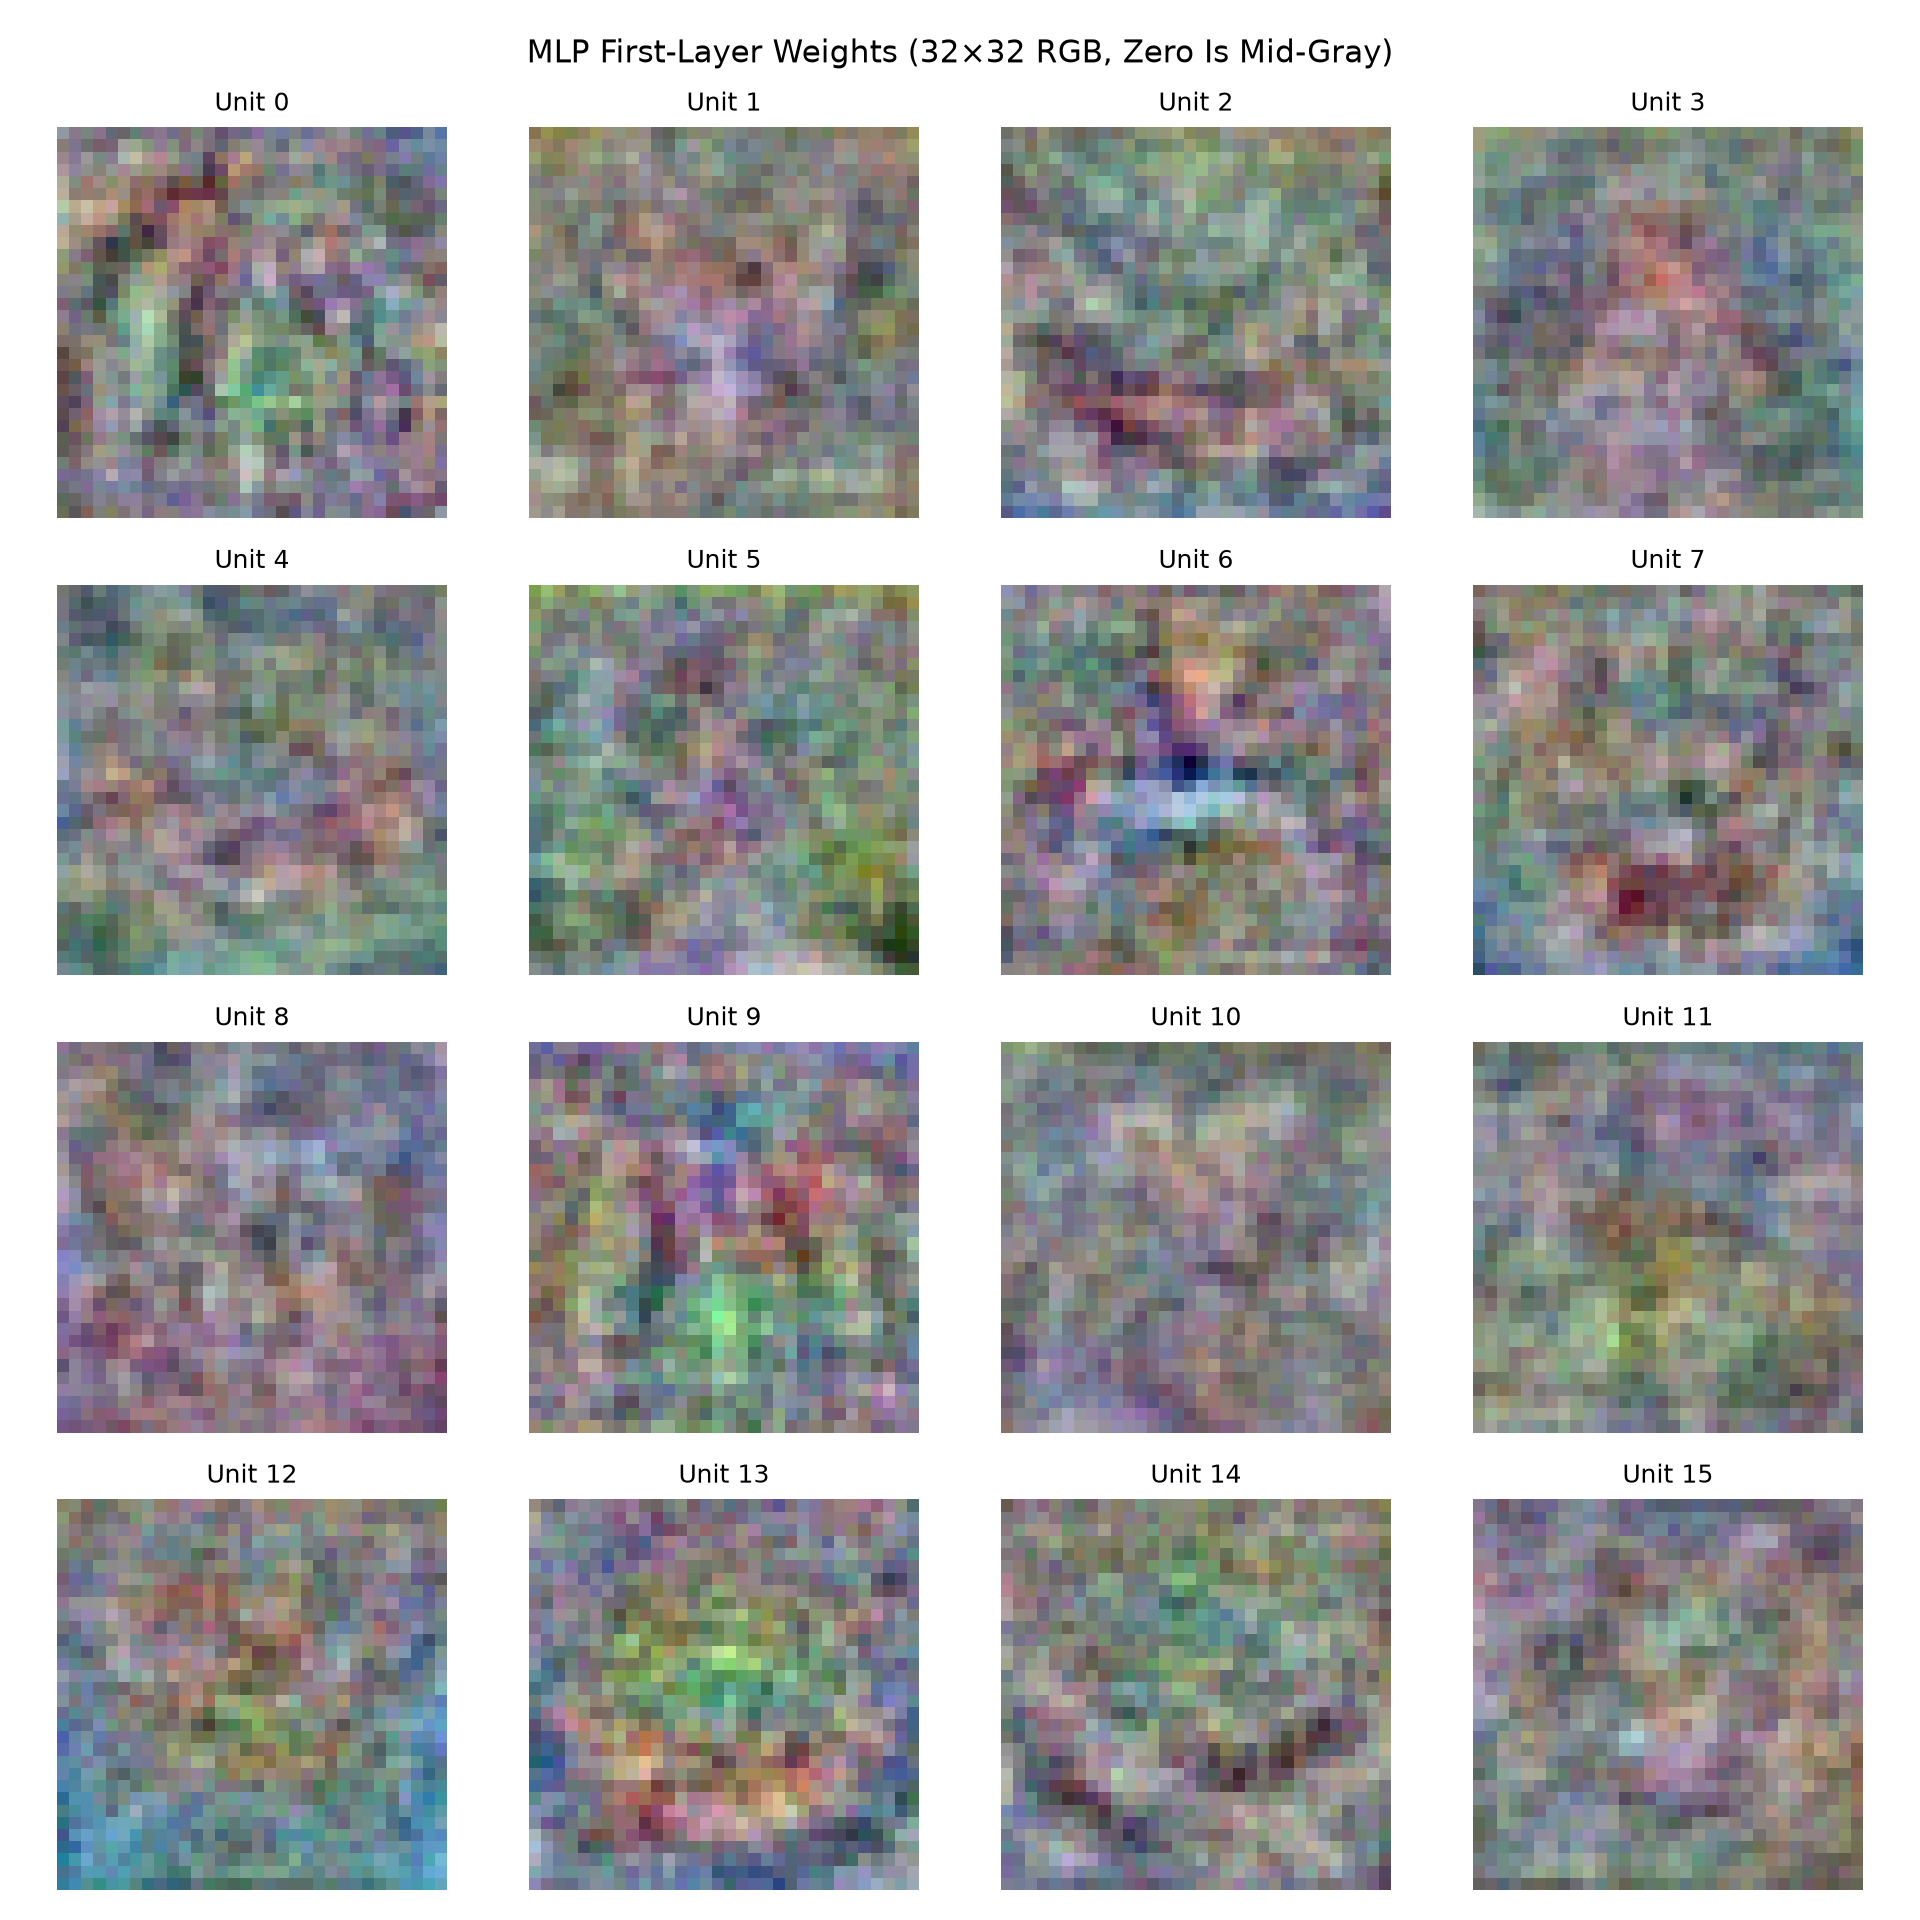 MLP First-Layer Weights (32×32 RGB, Zero Is Mid-Gray)
Unit 0
Unit 1
Unit 2
Unit 3
Unit 4
Unit 5
Unit 6
Unit 7
Unit 8
Unit 9
Unit 10
Unit 11
Unit 12
Unit 13
Unit 14
Unit 15